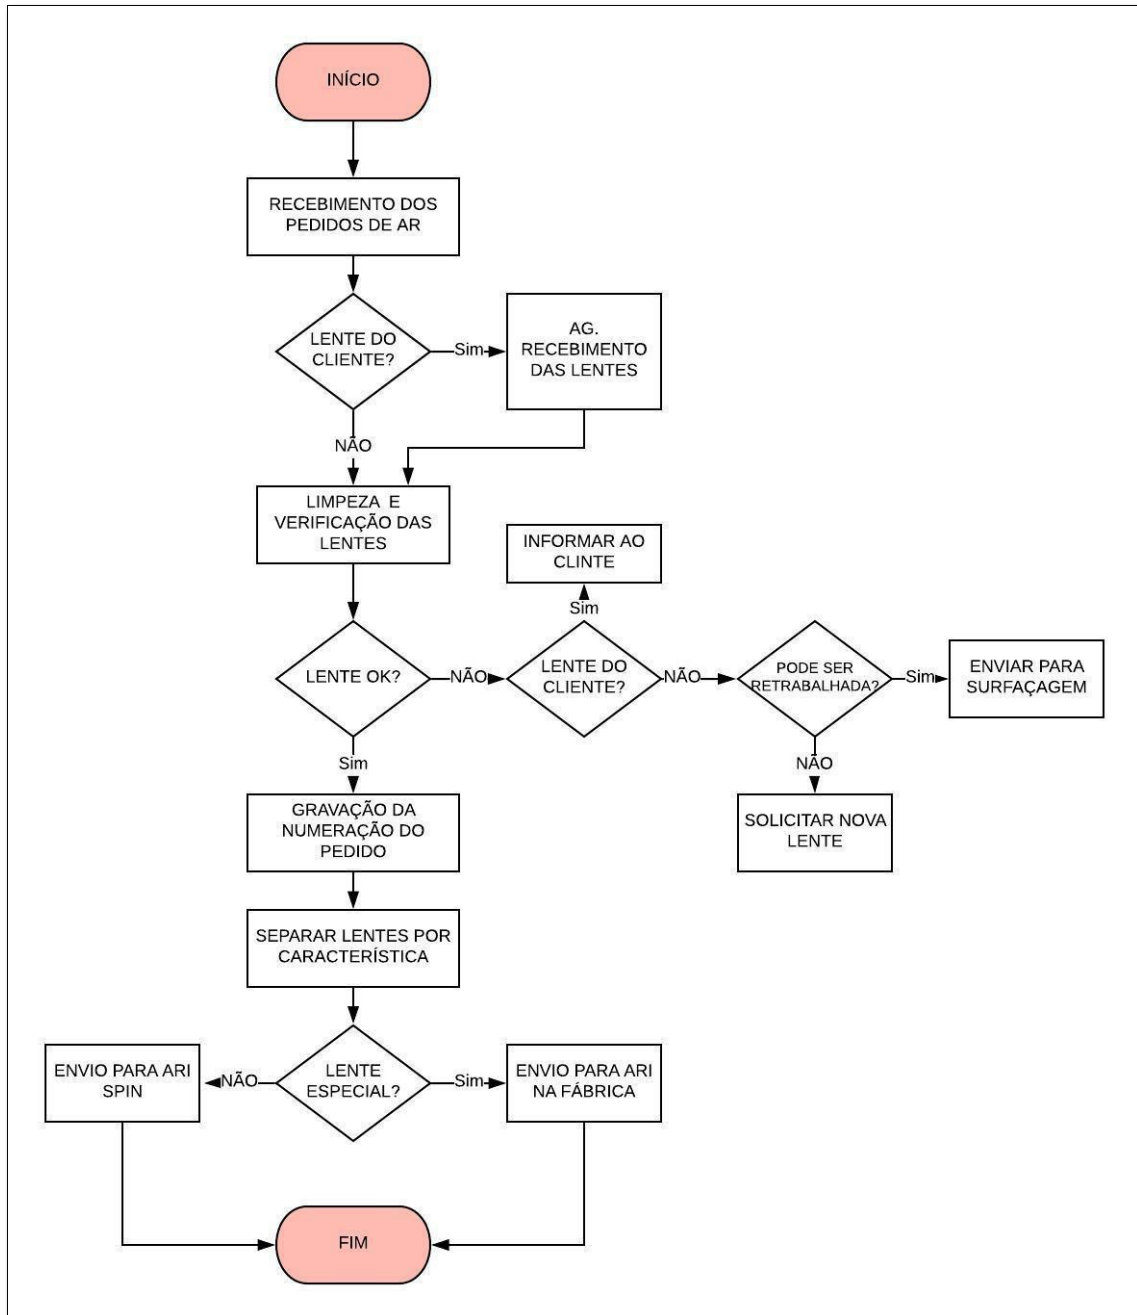 INÍCIO
RECEBIMENTO DOS
PEDIDOS DE AR
LENTE DO
CLIENTE?
Sim
AG.
RECEBIMENTO
DAS LENTES
NÃO
LIMPEZA E
VERIFICAÇÃO DAS
LENTES
INFORMAR AO
CLINTE
Sim
LENTE OK?
NÃO
LENTE DO
CLIENTE?
NÃO
PODE SER
RETRABALHADA?
Sim
ENVIAR PARA
SURFAÇAGEM
Sim
NÃO
GRAVAÇÃO DA
NUMERAÇÃO DO
PEDIDO
SOLICITAR NOVA
LENTE
SEPARAR LENTES POR
CARACTERÍSTICA
ENVIO PARA ARI
SPIN
NÃO
LENTE
ESPECIAL?
Sim
ENVIO PARA ARI
NA FÁBRICA
FIM